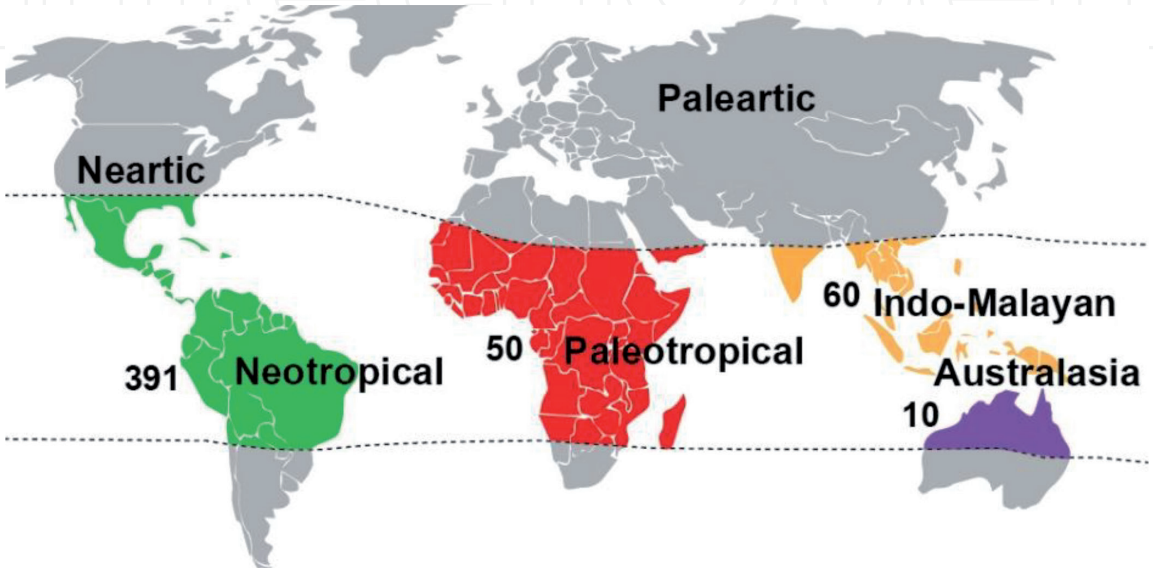 Paleartic
Neartic
60 Indo-Malayan
50 Paleotropical
391 Neotropical
Australasia
10